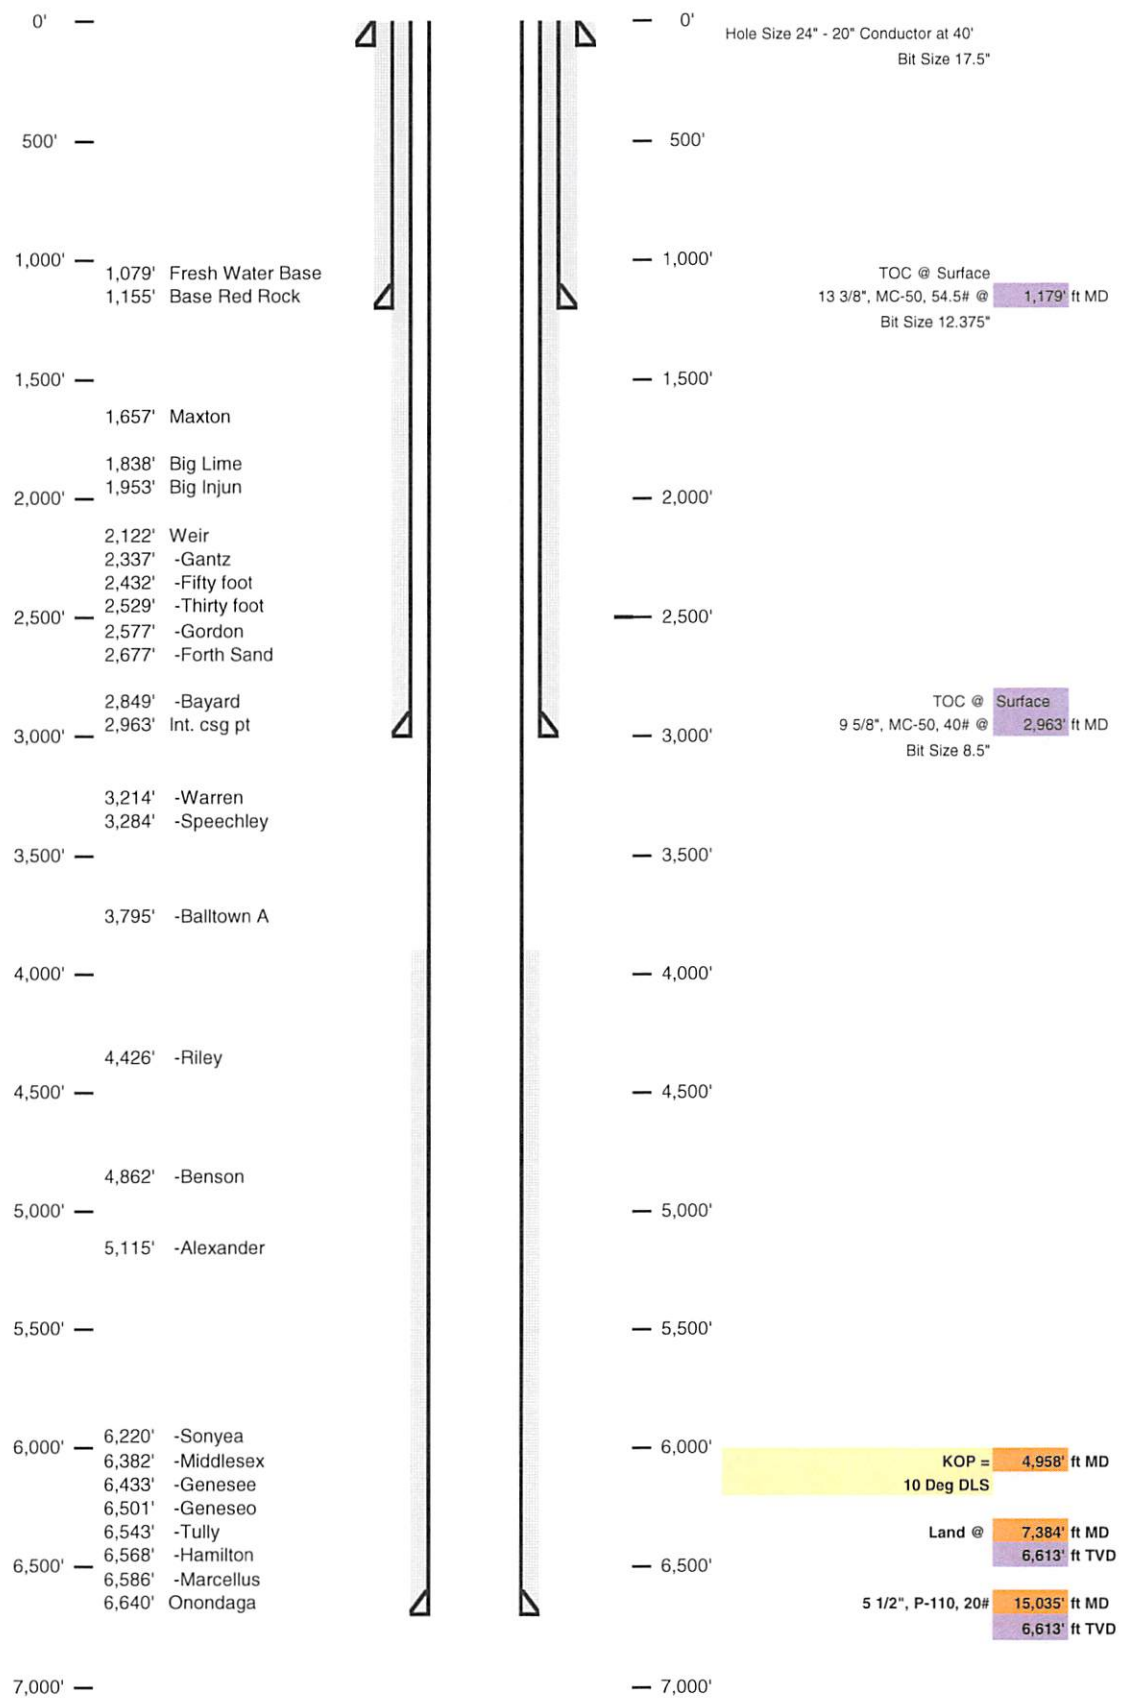 0'
0'
Hole Size 24" - 20" Conductor at 40'
Bit Size 17.5"
500'
500'
1,000'
1,000'
1,079' Fresh Water Base
TOC @ Surface
1,155' Base Red Rock
13 3/8", MC-50, 54.5# @ 1,179' ft MD
Bit Size 12.375"
1,500'
1,500'
1,657' Maxton
1,838' Big Lime
1,953' Big Injun
2,000'
2,000'
2,122' Weir
2,337' -Gantz
2,432' -Fifty foot
2,529' -Thirty foot
2,500'
2,500'
2,577' -Gordon
2,677' -Forth Sand
2,849' -Bayard
TOC @ Surface
2,963' Int. csg pt
9 5/8", MC-50, 40# @ 2,963' ft MD
3,000'
3,000'
Bit Size 8.5"
3,214' -Warren
3,284' -Speechley
3,500'
3,500'
3,795' -Balltown A
4,000'
4,000'
4,426' -Riley
4,500'
4,500'
4,862' -Benson
5,000'
5,000'
5,115' -Alexander
5,500'
5,500'
6,220' -Sonyea
6,000'
6,000'
6,382' -Middlesex
KOP = 4,958' ft MD
6,433' -Genesee
10 Deg DLS
6,501' -Geneseo
6,543' -Tully
Land @ 7,384' ft MD
6,568' -Hamilton
6,613' ft TVD
6,500'
6,500'
6,586' -Marcellus
6,640' Onondaga
5 1/2", P-110, 20# 15,035' ft MD
6,613' ft TVD
7,000'
7,000'